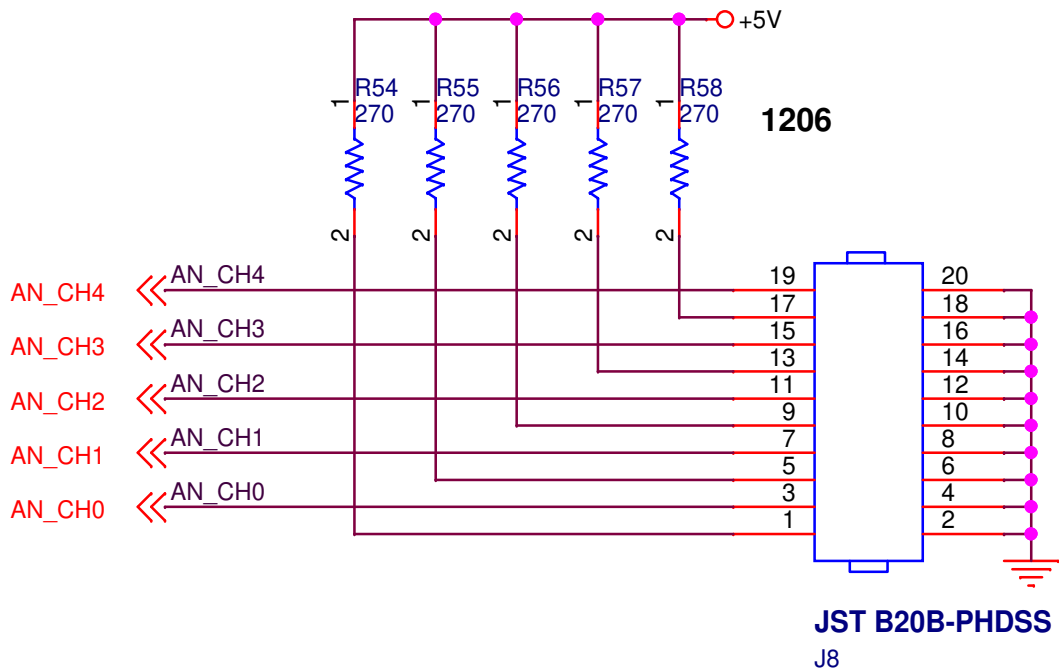 +5V
R54 R55 R56 R57 R58
1 270 1 270 1 270 1 270 1 270
1206
2 2 2 2 2
AN_CH4 AN_CH4 19 20
17 18
AN_CH3 AN_CH3 15 16
13 14
AN_CH2 AN_CH2 11 12
9 10
AN_CH1 AN_CH1 7 8
5 6
AN_CH0 AN_CH0 3 4
1 2
JST B20B-PHDSS
J8